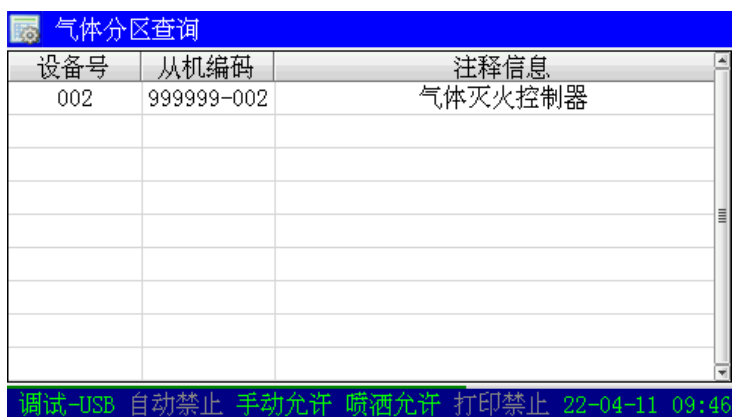 气体分区查询
设备号 从机编码 注释信息
002 999999-002 气体灭火控制器
调试-USB 自动禁止 手动允许 喷洒允许 打印禁止 22-04-11 09:46